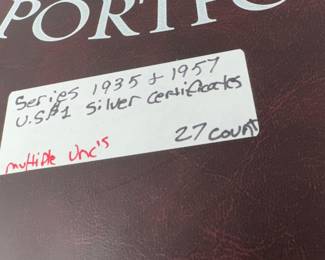 PORTFO
Series 1935 + 1957
U.S. $1 Silver Certificates
multiple Unc's
27 count